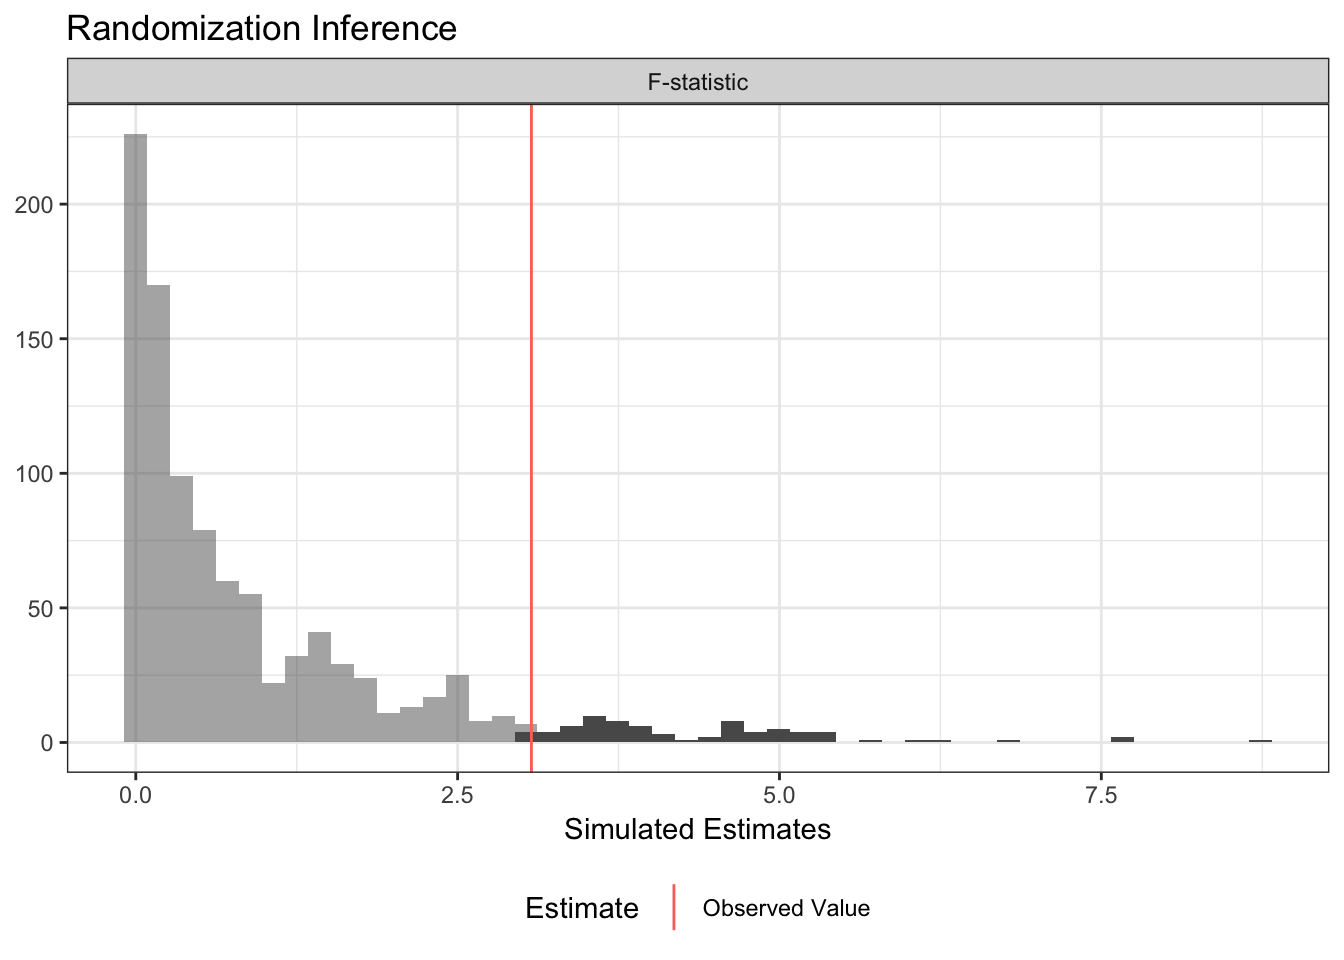 Randomization Inference
F-statistic
200
150
100
50
0
0.0 2.5 5.0 7.5
Simulated Estimates
Estimate Observed Value